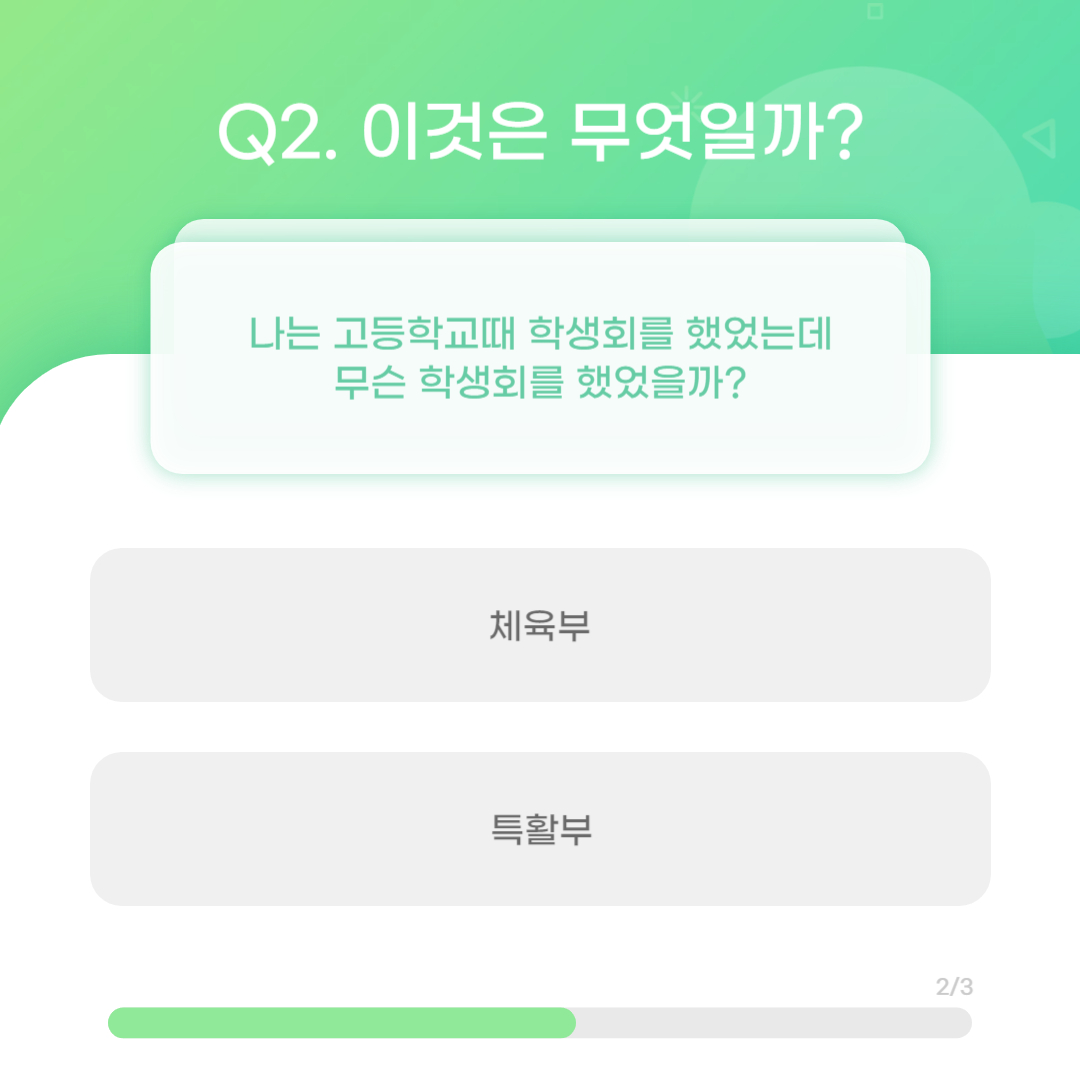 Q2. 이것은 무엇일까?
나는 고등학교때 학생회를 했었는데
무슨 학생회를 했었을까?
체육부
특활부
2/3